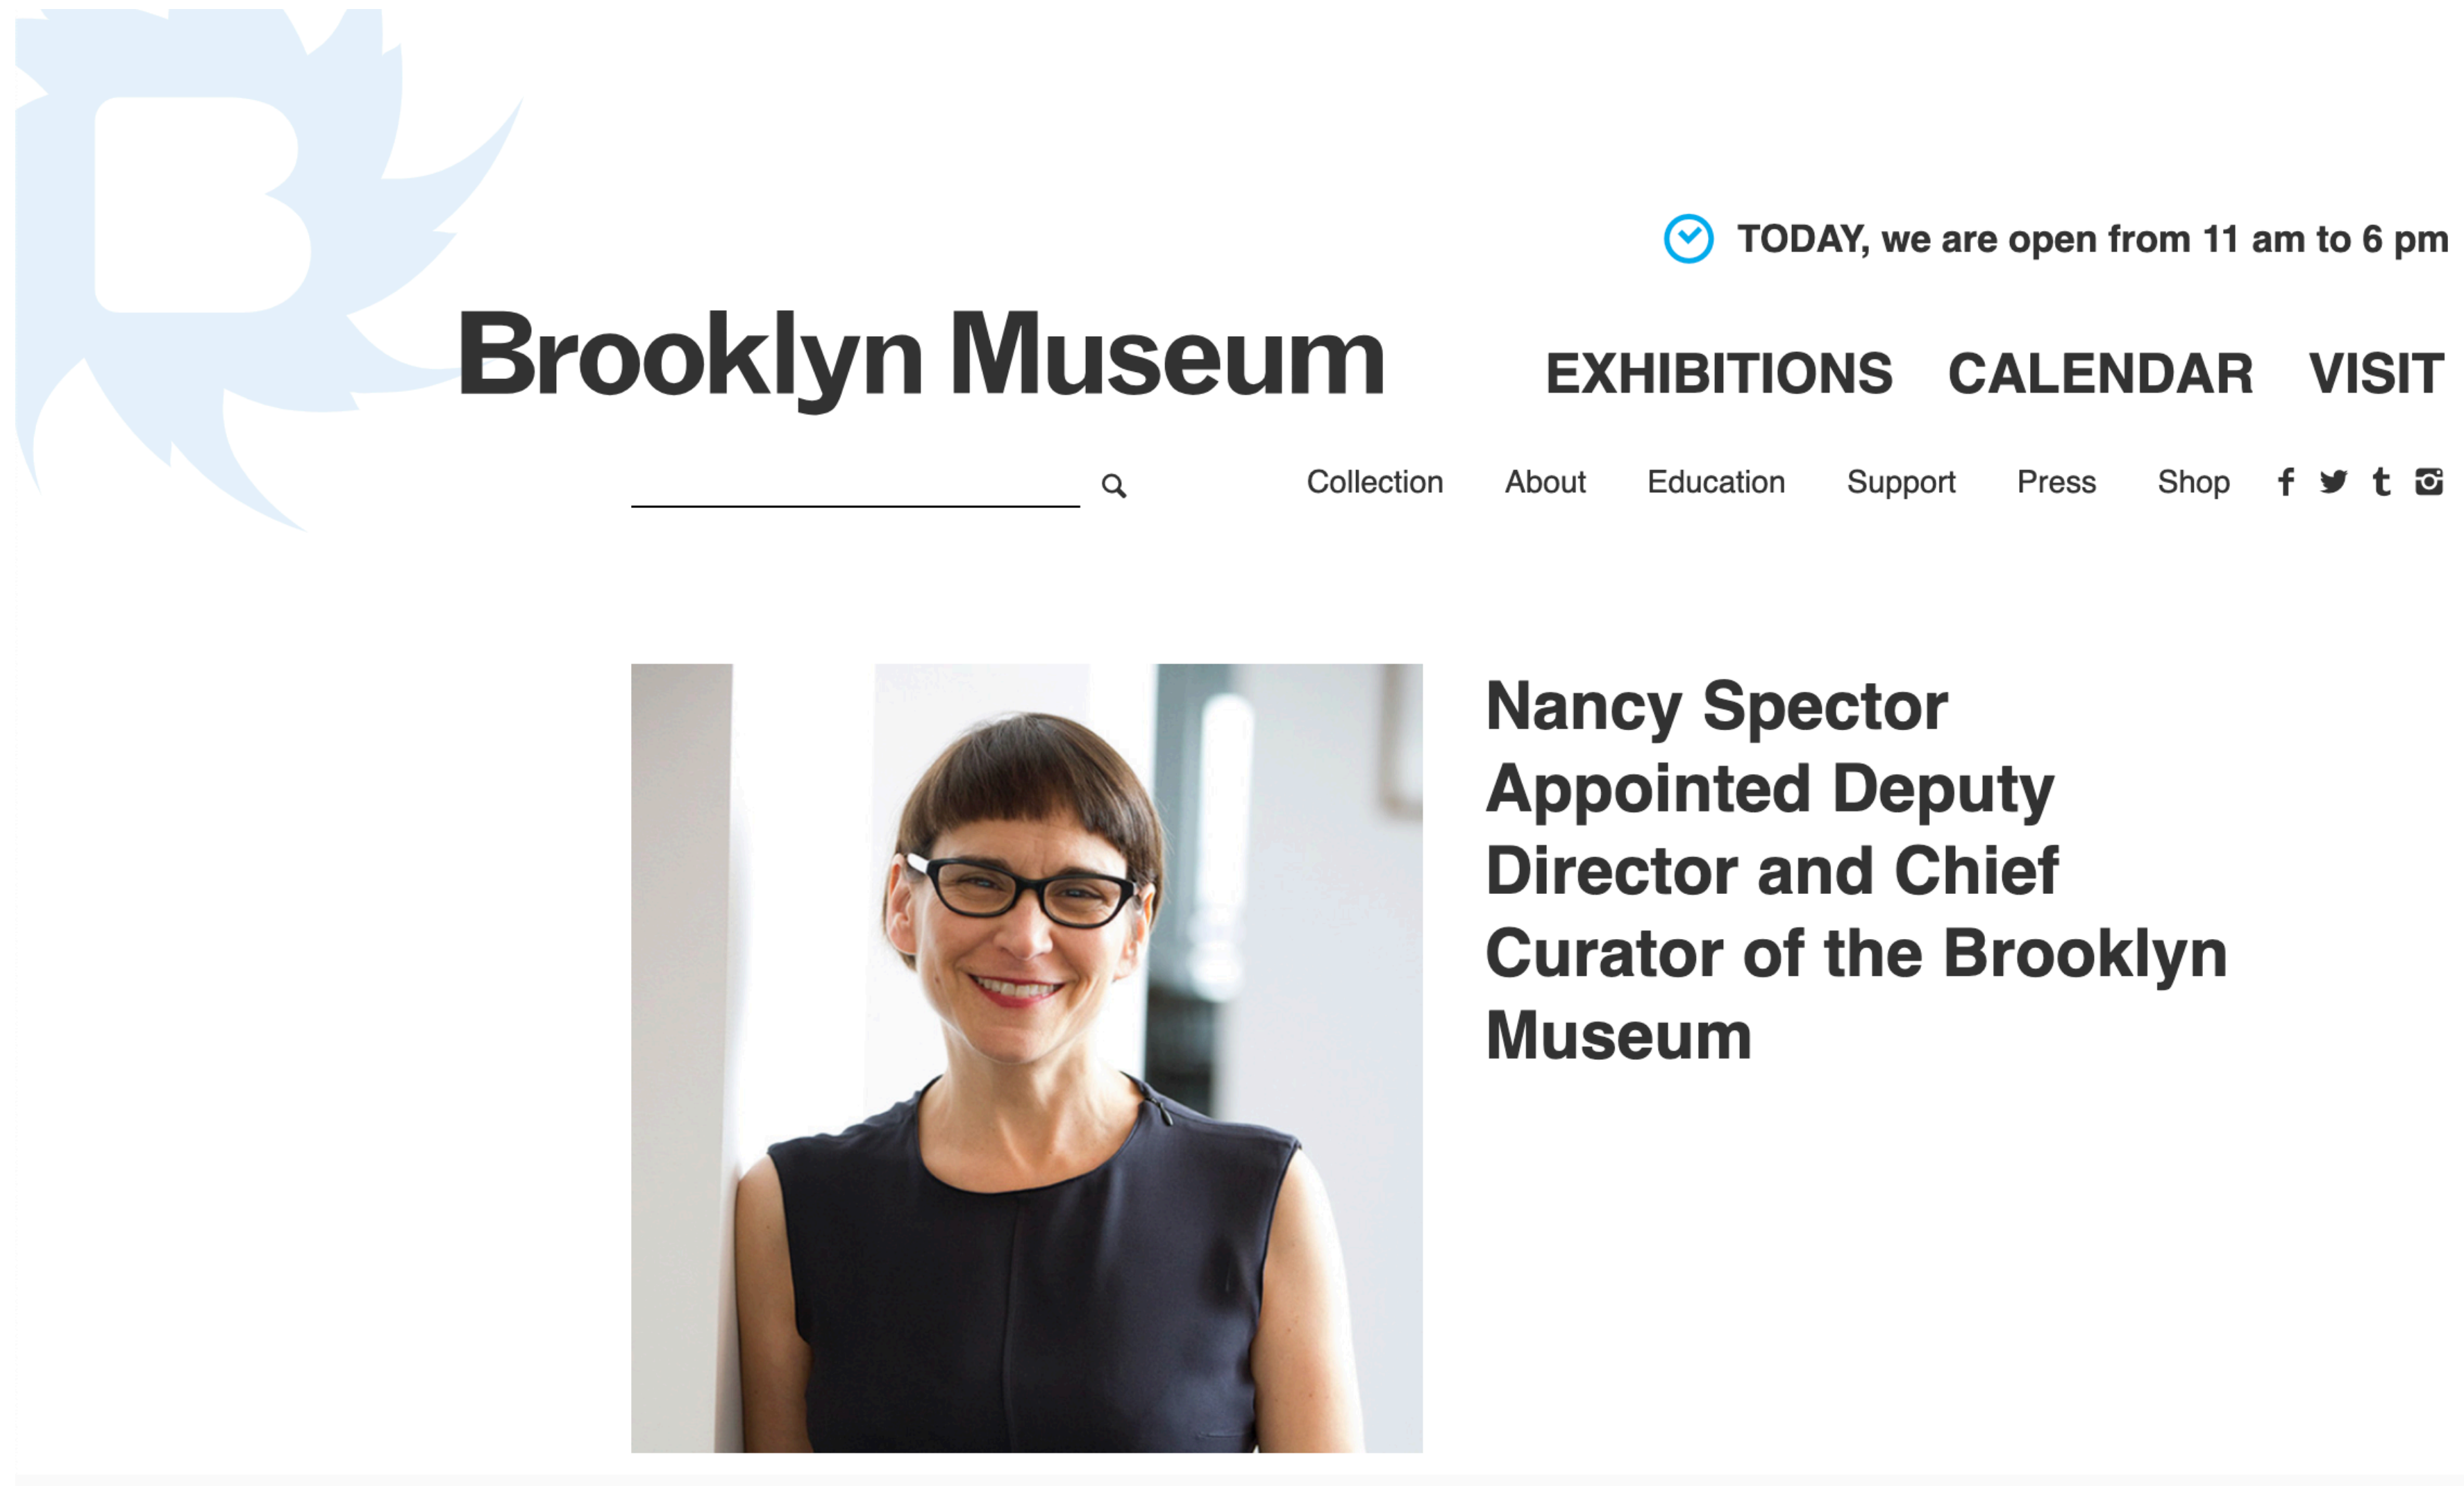 B
TODAY, we are open from 11 am to 6 pm
Brooklyn Museum
EXHIBITIONS CALENDAR VISIT
Collection About Education Support Press Shop
Nancy Spector
Appointed Deputy
Director and Chief
Curator of the Brooklyn
Museum